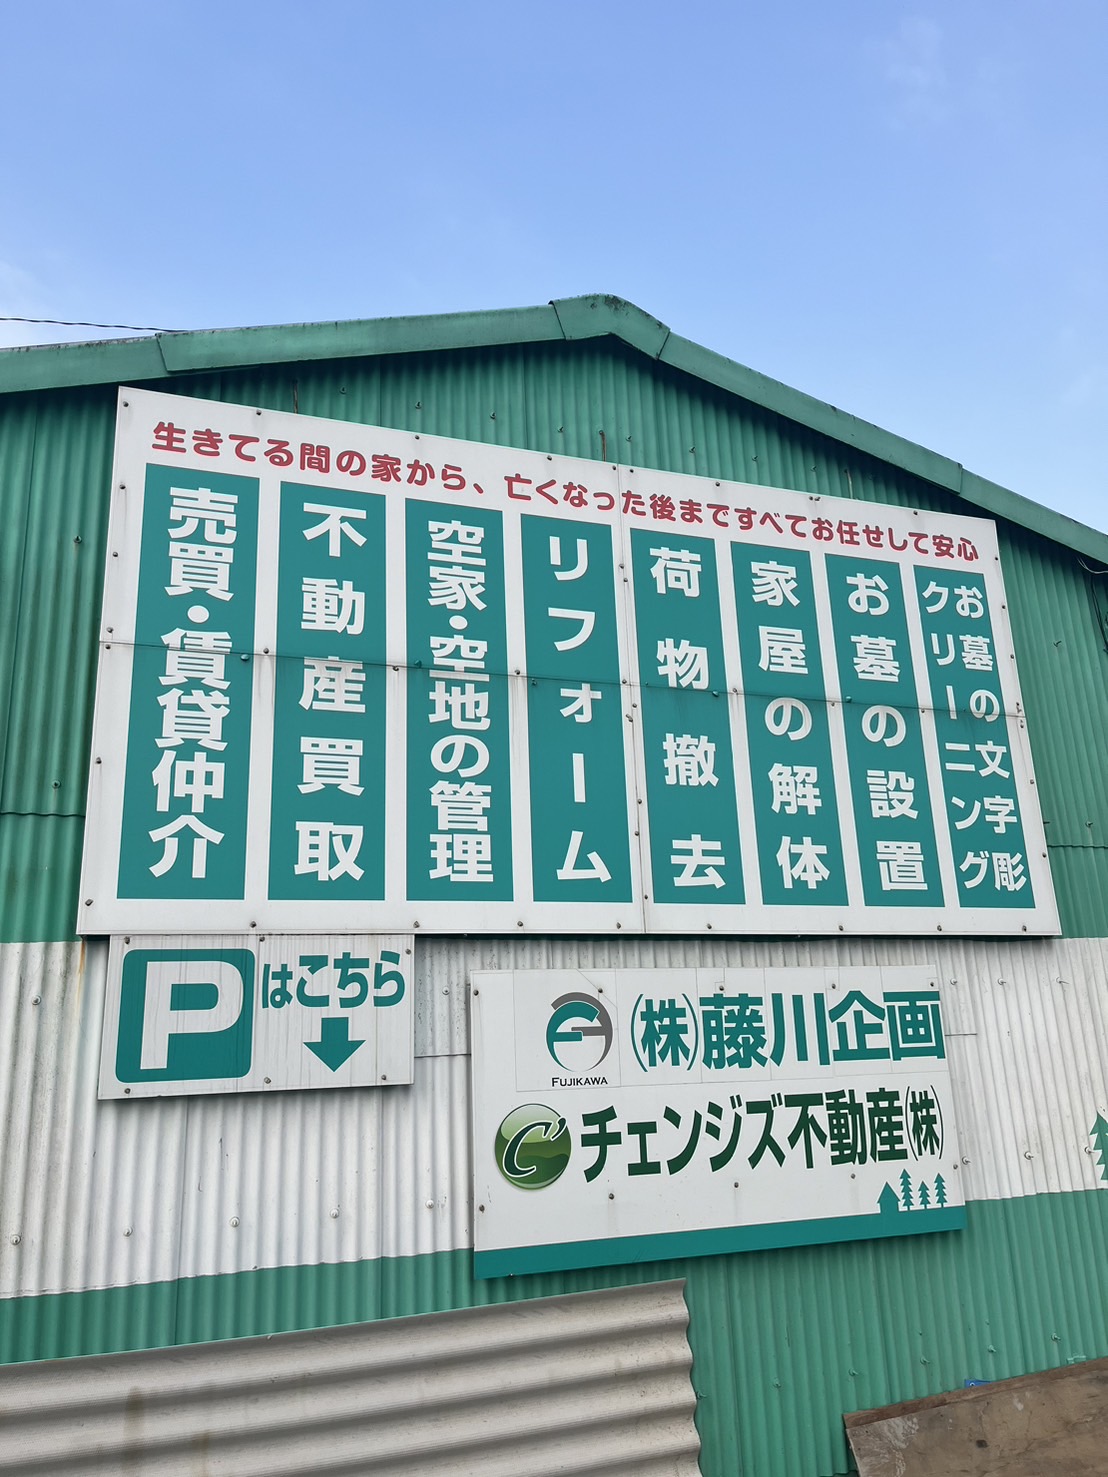 生きてる間の家から、亡くなった後まですべてお任せして安心
売買・賃貸仲介
不動産買取
空家・空地の管理
リフォーム
荷物撤去
家屋の解体
お墓の設置
お墓の文字彫
クリーニング
P はこちら
FUJIKAWA
(株)藤川企画
C' チェンジズ不動産(株)